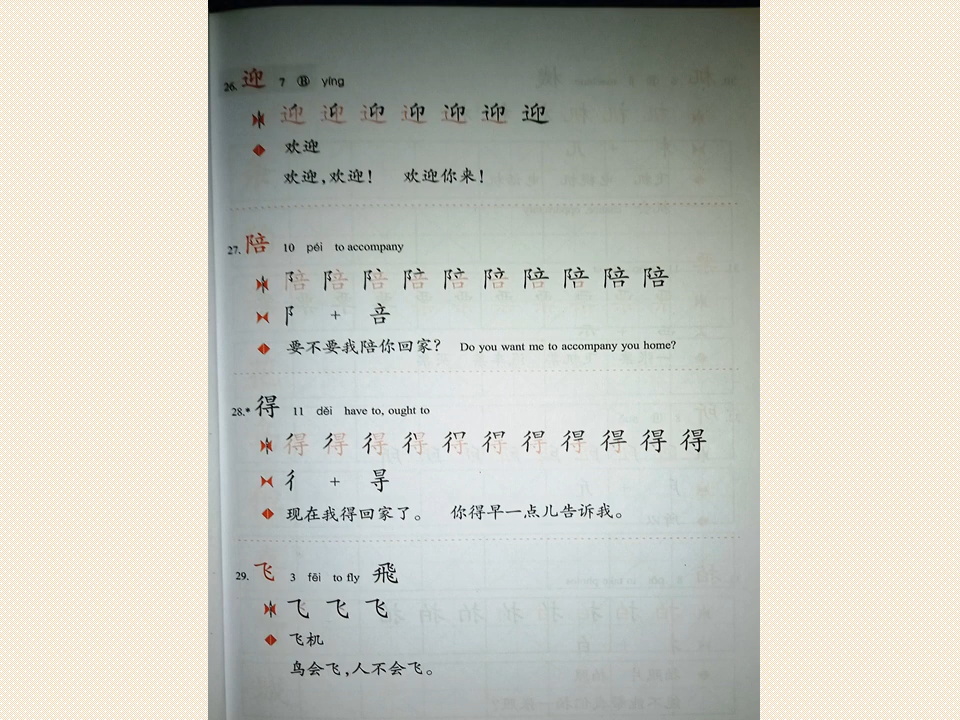 26. 迎 7 Ⓑ yíng
迎 迎 迎 迎 迎 迎 迎
欢迎
欢迎,欢迎! 欢迎你来!
27. 陪 10 péi to accompany
陪 陪 陪 陪 陪 陪 陪 陪 陪 陪
阝 + 咅
要不要我陪你回家? Do you want me to accompany you home?
28.* 得 11 děi have to, ought to
得 得 得 得 得 得 得 得 得 得 得
彳 + 㝵
现在我得回家了。 你得早一点儿告诉我。
29. 飞 3 fēi to fly 飛
飞 飞 飞
飞机
鸟会飞,人不会飞。